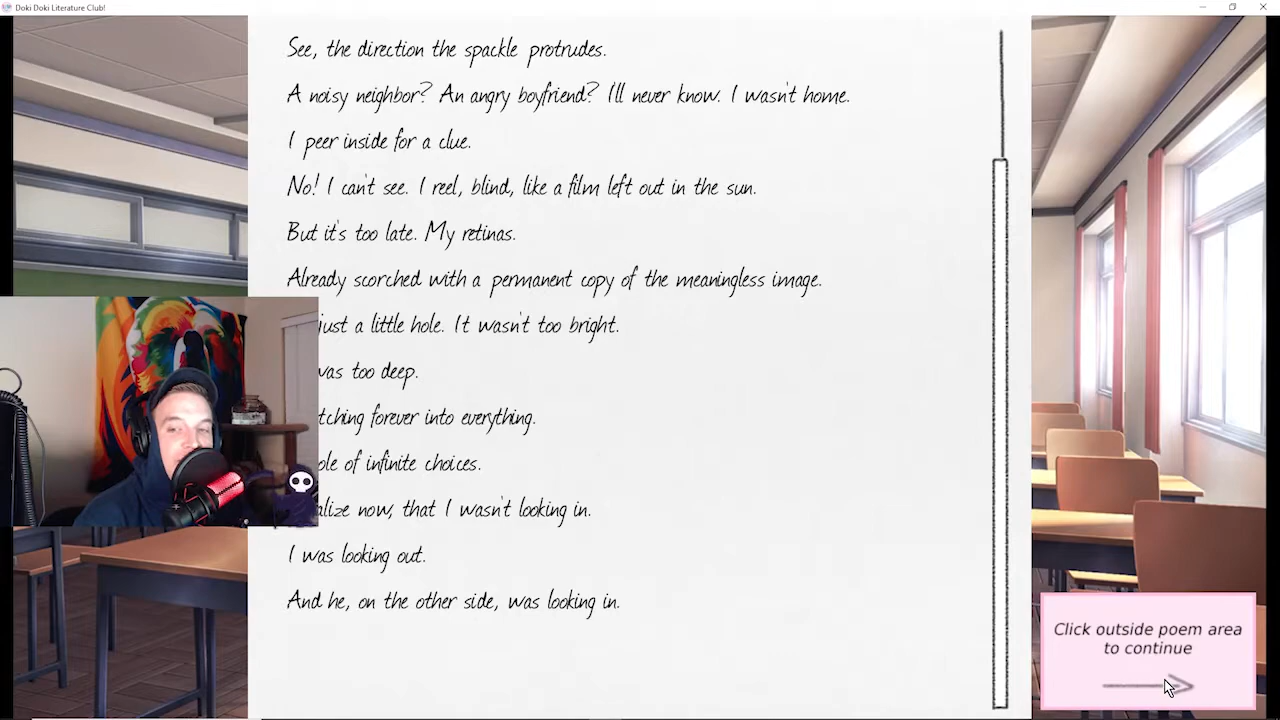 Doki Doki Literature Club!
See, the direction the spackle protrudes.
A noisy neighbor? An angry boyfriend? I'll never know. I wasn't home.
I peer inside for a clue.
No! I can't see. I reel, blind, like a film left out in the sun.
But it's too late. My retinas.
Already scorched with a permanent copy of the meaningless image.
just a little hole. It wasn't too bright.
was too deep.
forever into everything.
of infinite choices.
now, that I wasn't looking in.
I was looking out.
And he, on the other side, was looking in.
Click outside poem area
to continue